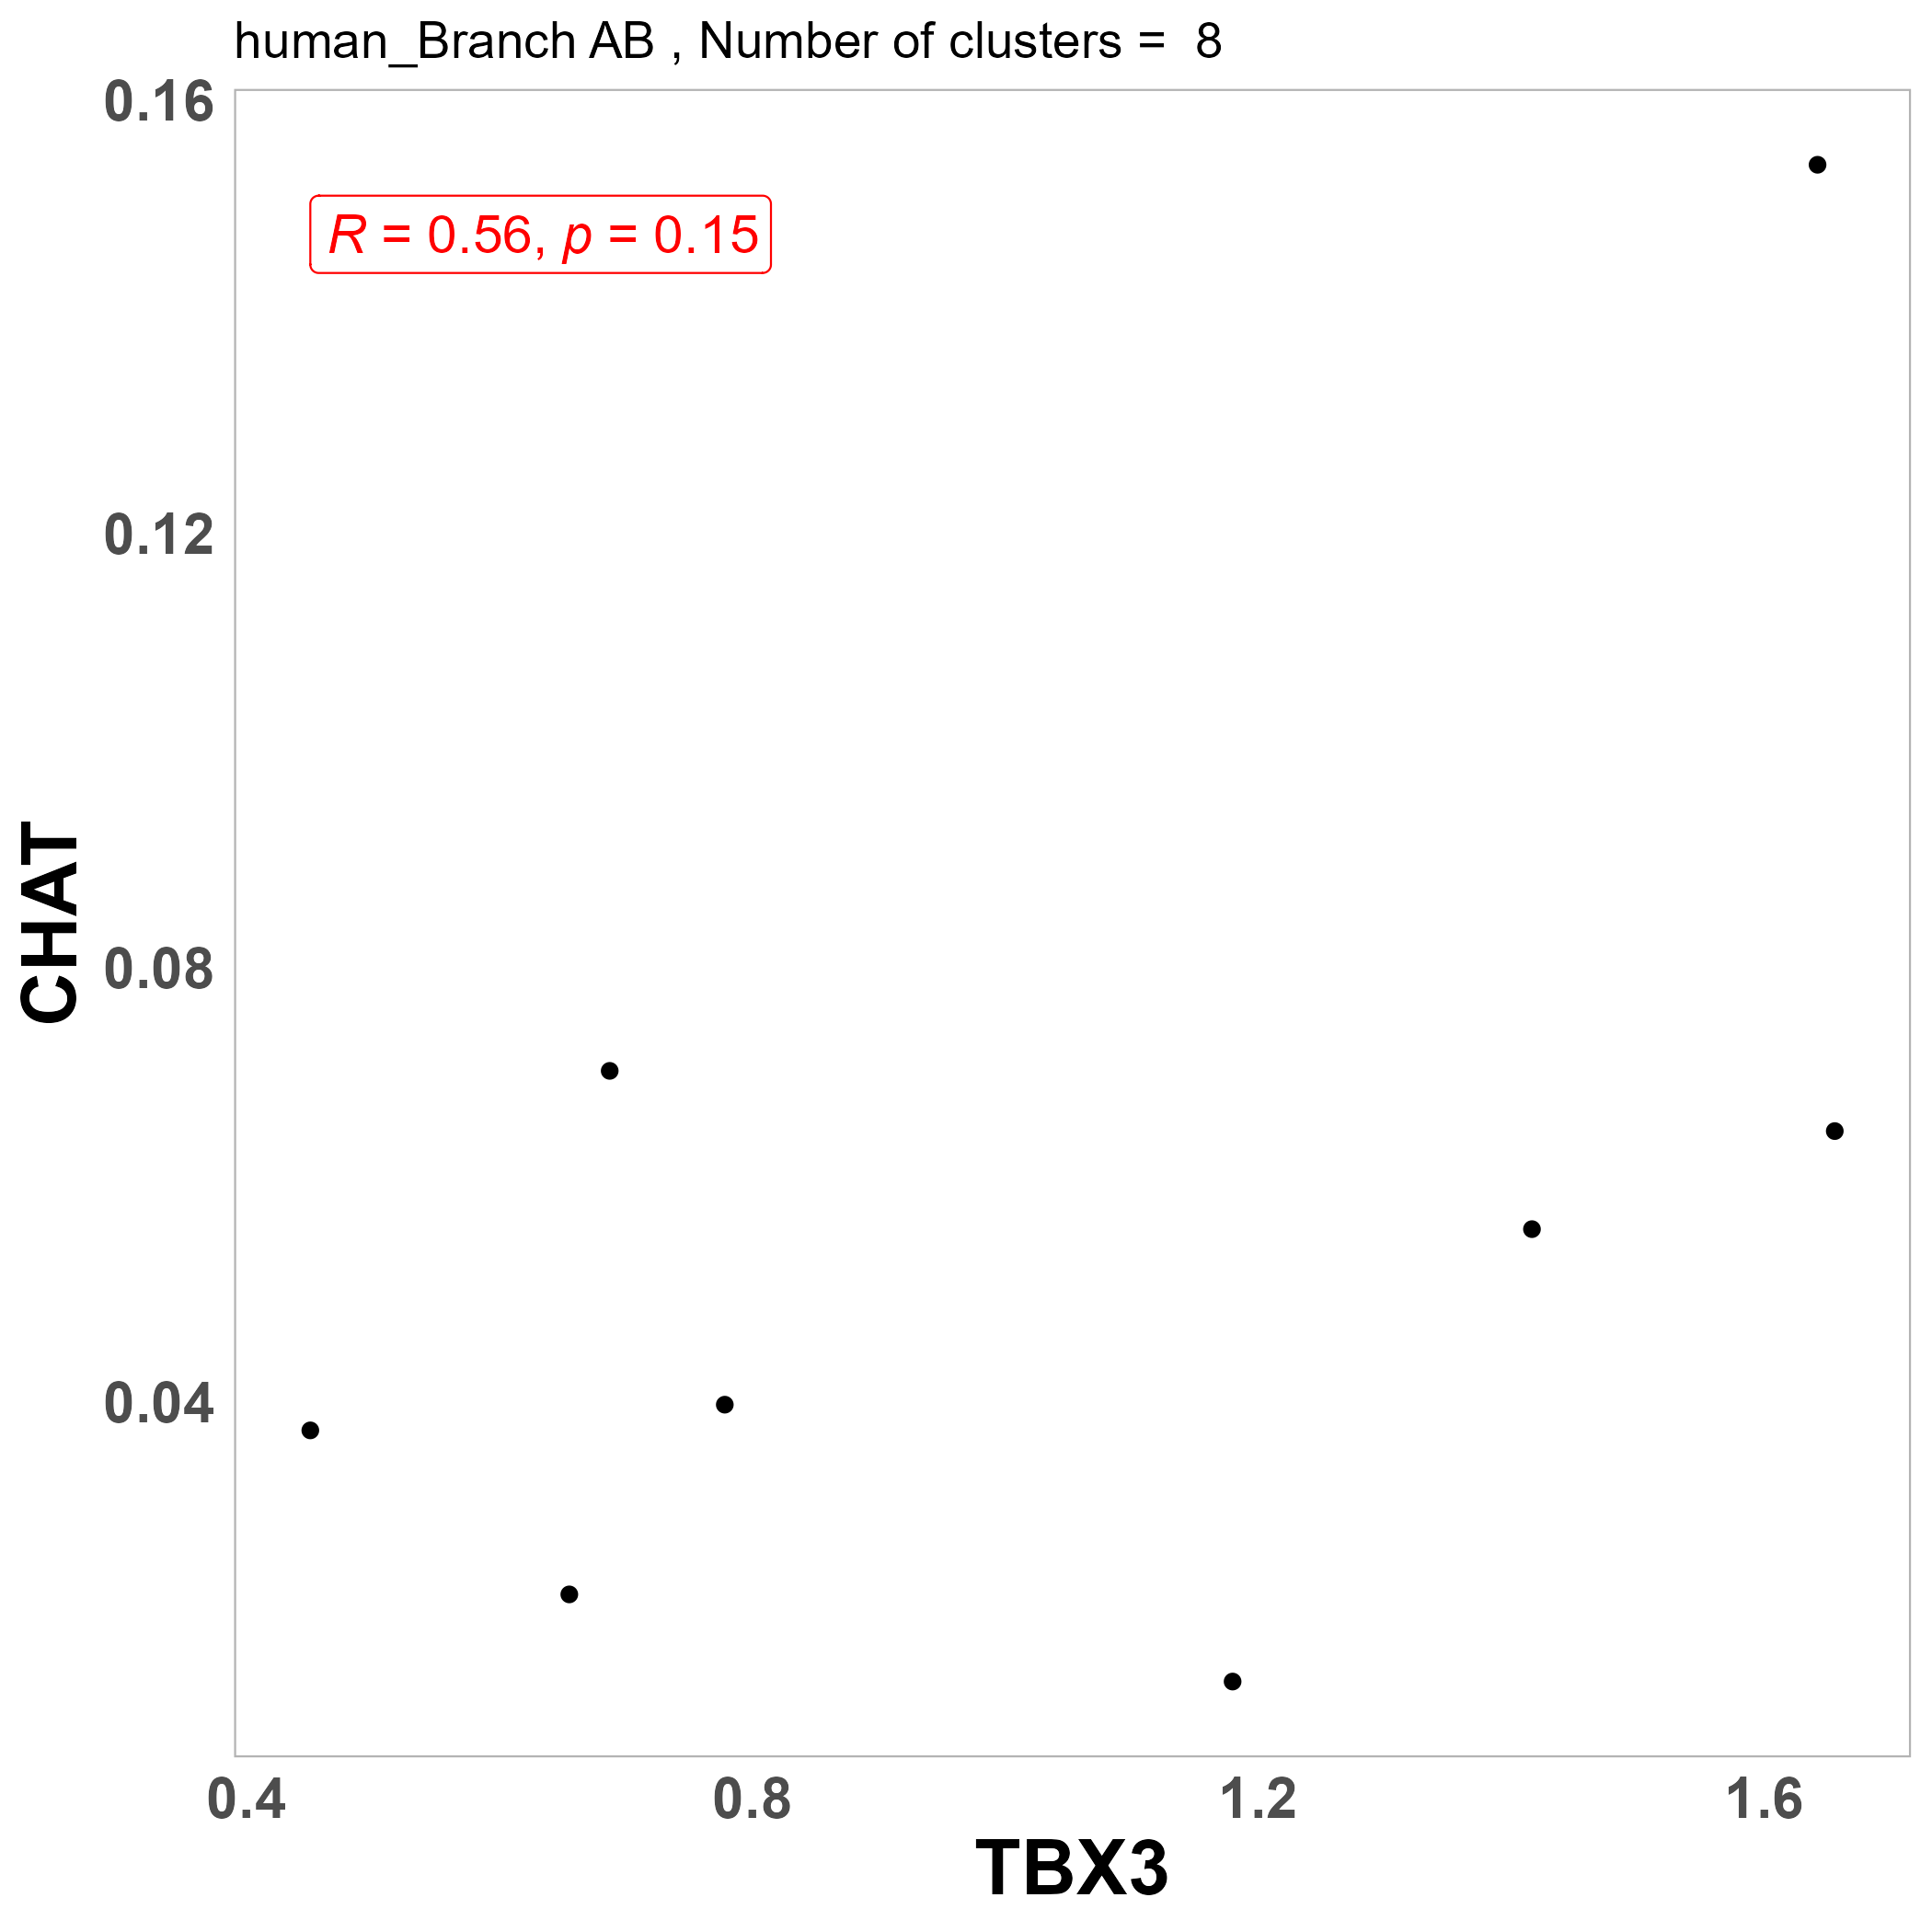 human_Branch AB , Number of clusters =  8
0.16
R = 0.56, p = 0.15
0.12
0.08
0.04
CHAT
0.4 0.8 1.2 1.6
TBX3